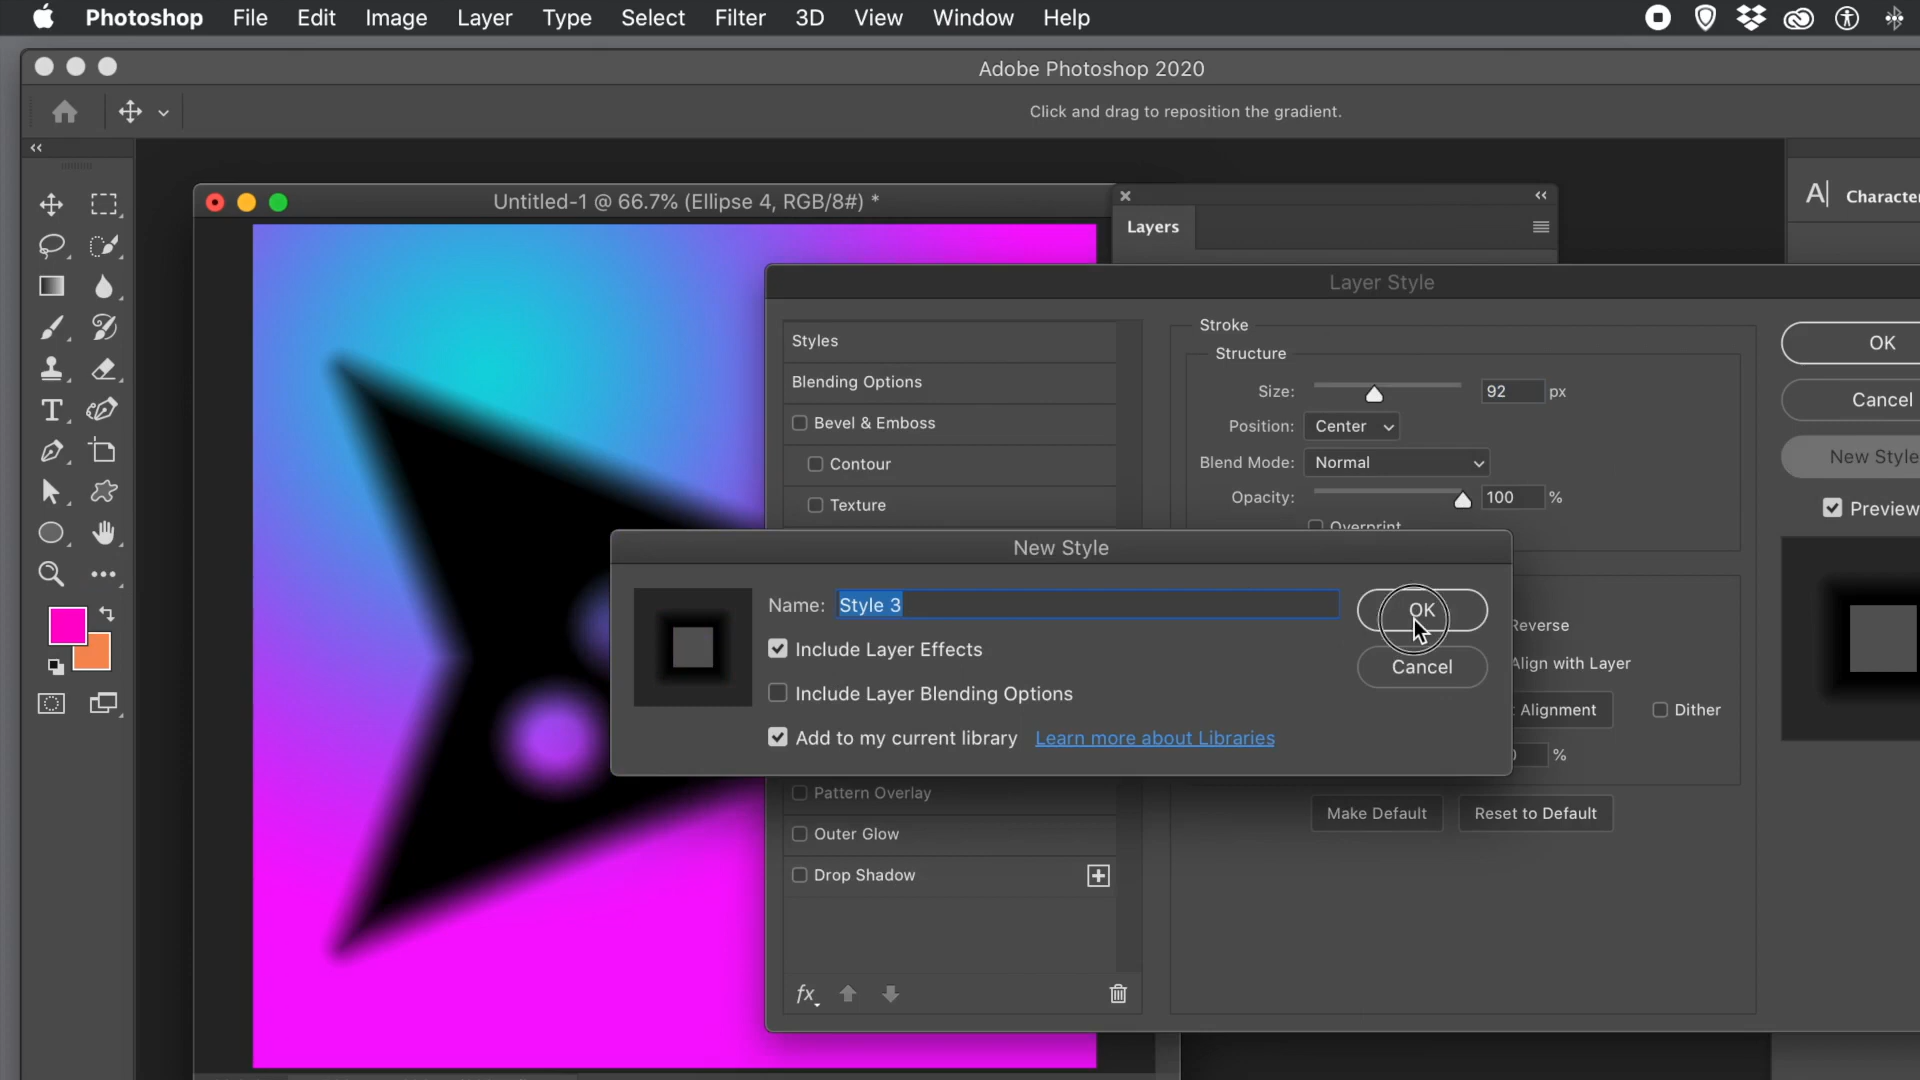 Photoshop File Edit Image Layer Type Select Filter 3D View Window Help
Adobe Photoshop 2020
Click and drag to reposition the gradient.
Untitled-1 @ 66.7% (Ellipse 4, RGB/8#) *
Layers
A| Character
Layer Style
Styles
Blending Options
Bevel & Emboss
Contour
Texture
Stroke
Structure
Size: 92 px
Position: Center
Blend Mode: Normal
Opacity: 100 %
Overprint
OK
Cancel
New Style
Preview
New Style
Name: Style 3
Include Layer Effects
Include Layer Blending Options
Add to my current library Learn more about Libraries
OK
Cancel
Reverse
Align with Layer
Alignment
Dither
%
Pattern Overlay
Outer Glow
Drop Shadow
Make Default
Reset to Default
fx